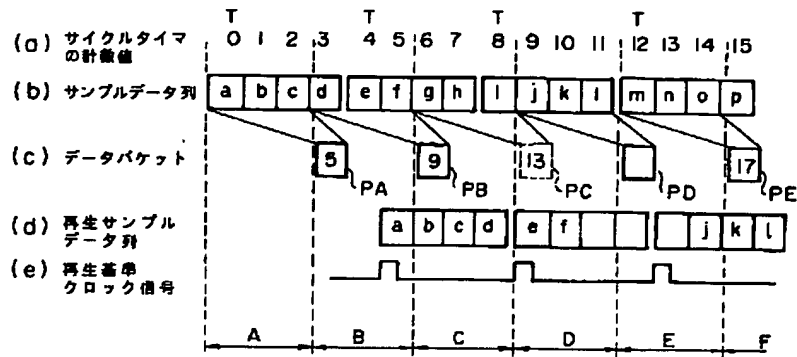 T T T T
(a) サイクルタイマの計数値 0 1 2 3 4 5 6 7 8 9 10 11 12 13 14 15
(b) サンプルデータ列 a b c d e f g h l j k l m n o p
(c) データパケット 5 9 13
17
PA PB PC PD PE
(d) 再生サンプルデータ列 a b c d e f j k l
(e) 再生基準クロック信号
A B C D E F